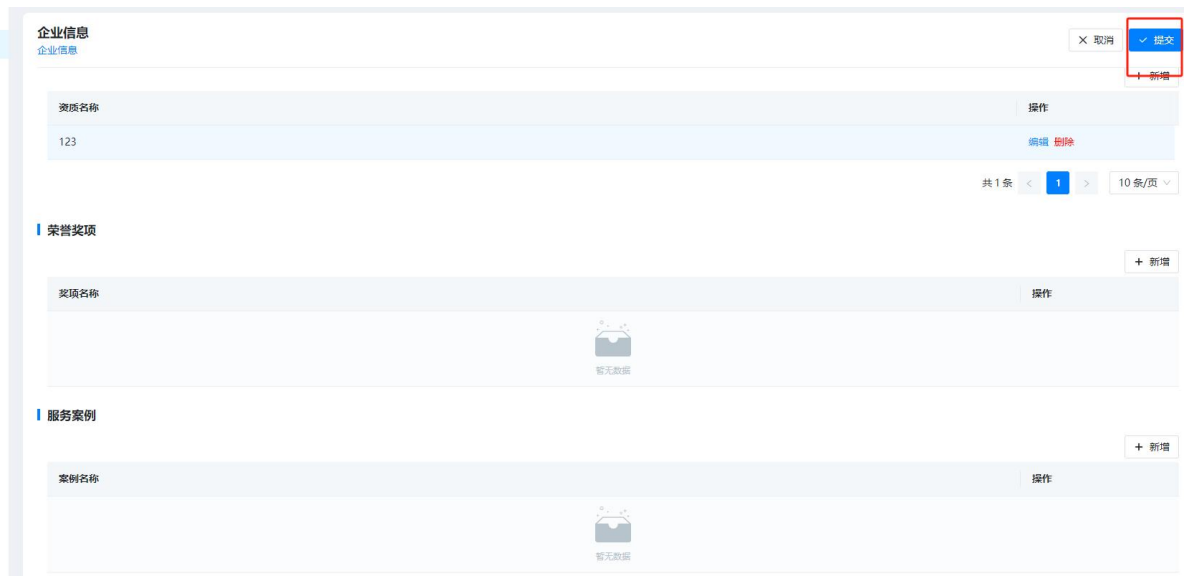 企业信息
企业信息
取消
提交
新增
资质名称 操作
123 编辑 删除
共1条 1 10条/页
荣誉奖项
新增
奖项名称 操作
暂无数据
服务案例
新增
案例名称 操作
暂无数据